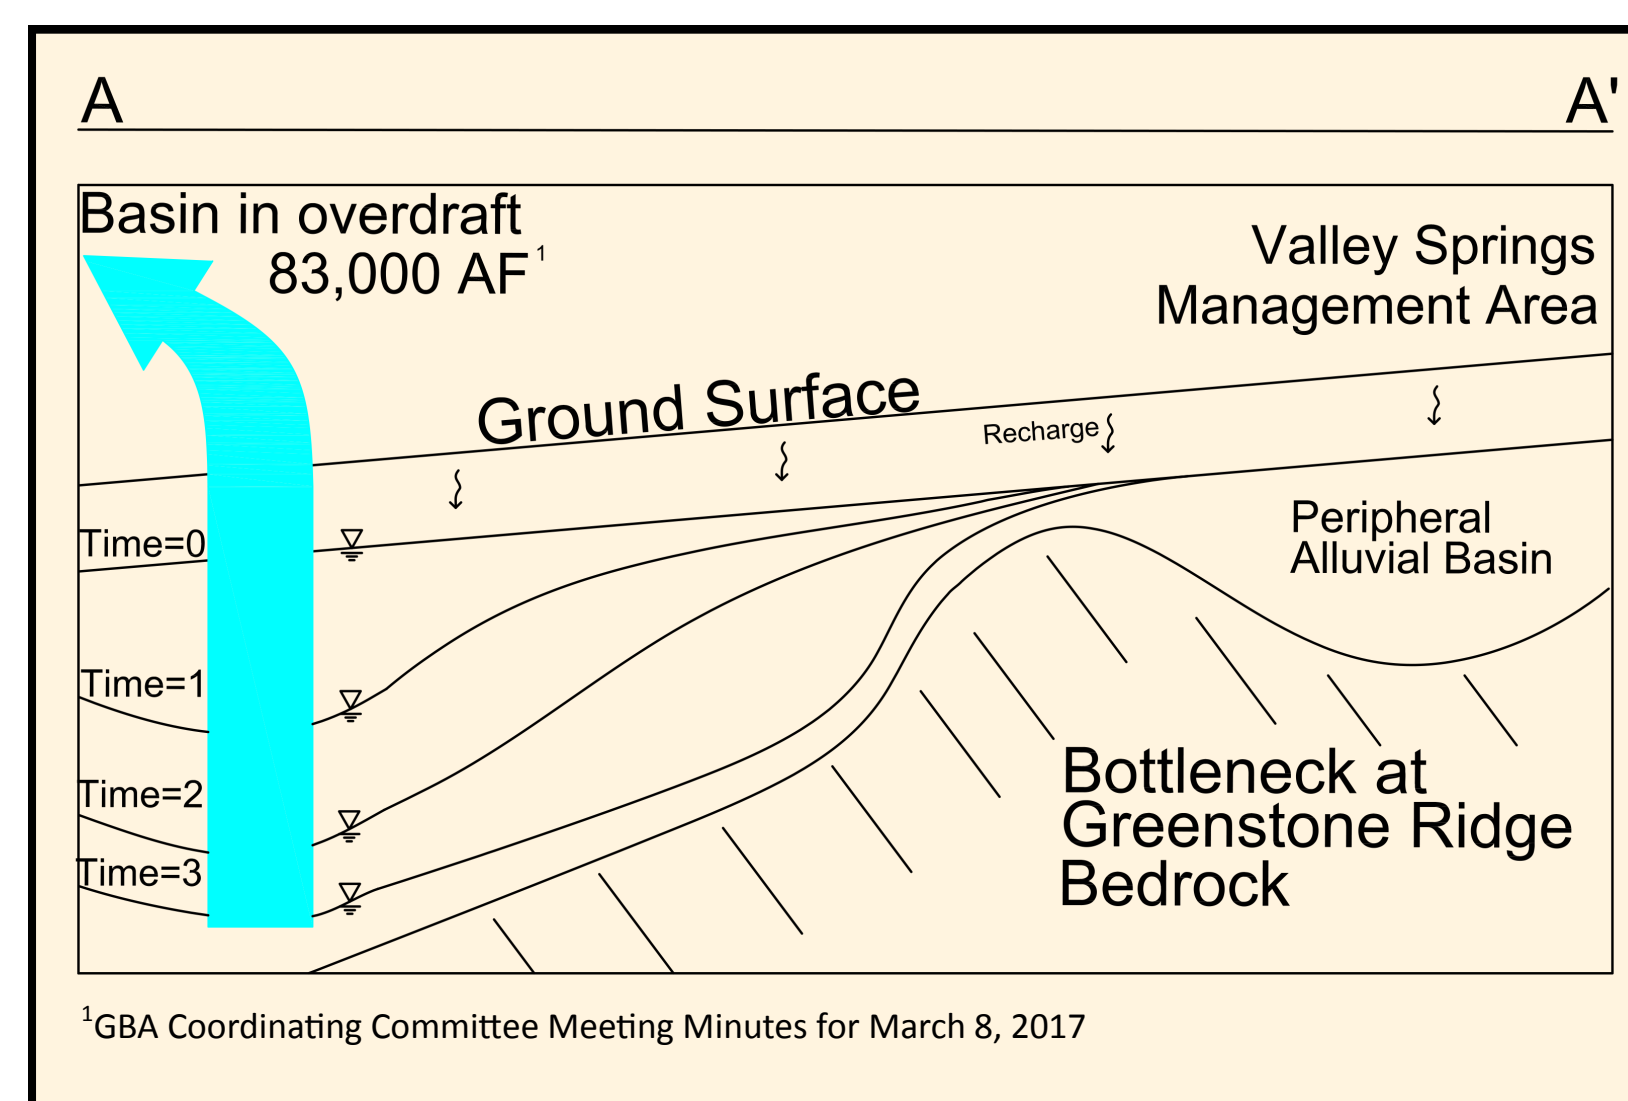 A
A'
Basin in overdraft
83,000 AF¹
Valley Springs
Management Area
Ground Surface
Recharge
Time=0
Peripheral
Alluvial Basin
Time=1
Time=2
Time=3
Bottleneck at
Greenstone Ridge
Bedrock
¹GBA Coordinating Committee Meeting Minutes for March 8, 2017